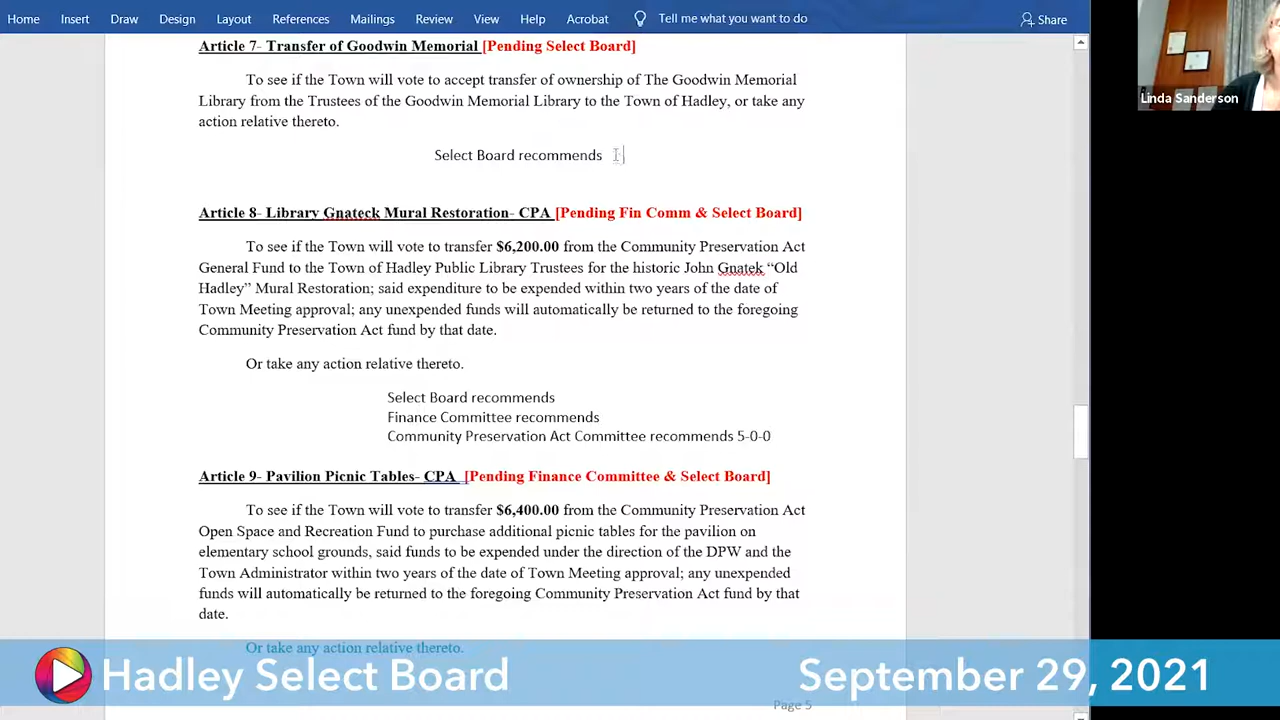 Home Insert Draw Design Layout References Mailings Review View Help Acrobat Tell me what you want to do Share
Article 7- Transfer of Goodwin Memorial [Pending Select Board]
To see if the Town will vote to accept transfer of ownership of The Goodwin Memorial
Library from the Trustees of the Goodwin Memorial Library to the Town of Hadley, or take any
action relative thereto.
Select Board recommends
Linda Sanderson
Article 8- Library Gnateck Mural Restoration- CPA [Pending Fin Comm & Select Board]
To see if the Town will vote to transfer $6,200.00 from the Community Preservation Act
General Fund to the Town of Hadley Public Library Trustees for the historic John Gnatek “Old
Hadley” Mural Restoration; said expenditure to be expended within two years of the date of
Town Meeting approval; any unexpended funds will automatically be returned to the foregoing
Community Preservation Act fund by that date.
Or take any action relative thereto.
Select Board recommends
Finance Committee recommends
Community Preservation Act Committee recommends 5-0-0
Article 9- Pavilion Picnic Tables- CPA [Pending Finance Committee & Select Board]
To see if the Town will vote to transfer $6,400.00 from the Community Preservation Act
Open Space and Recreation Fund to purchase additional picnic tables for the pavilion on
elementary school grounds, said funds to be expended under the direction of the DPW and the
Town Administrator within two years of the date of Town Meeting approval; any unexpended
funds will automatically be returned to the foregoing Community Preservation Act fund by that
date.
Or take any action relative thereto.
Hadley Select Board September 29, 2021
Page 5